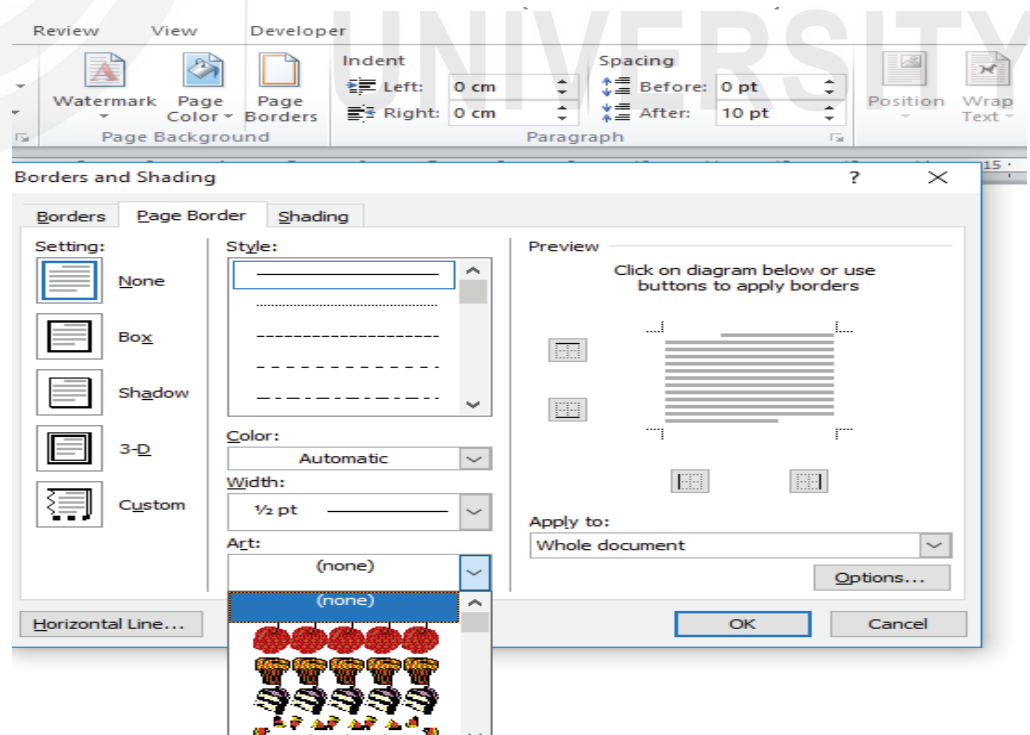 UNIVERSITY
Review View Developer
Watermark
Page Color
Page Borders
Page Background
Indent
Left: 0 cm
Right: 0 cm
Spacing
Before: 0 pt
After: 10 pt
Paragraph
Position
Wrap Text
15
Borders and Shading ? ×
Borders Page Border Shading
Setting:
None
Box
Shadow
3-D
Custom
Style:
Color:
Automatic
Width:
½ pt
Art:
(none)
(none)
Preview
Click on diagram below or use
buttons to apply borders
Apply to:
Whole document
Options...
Horizontal Line...
OK
Cancel